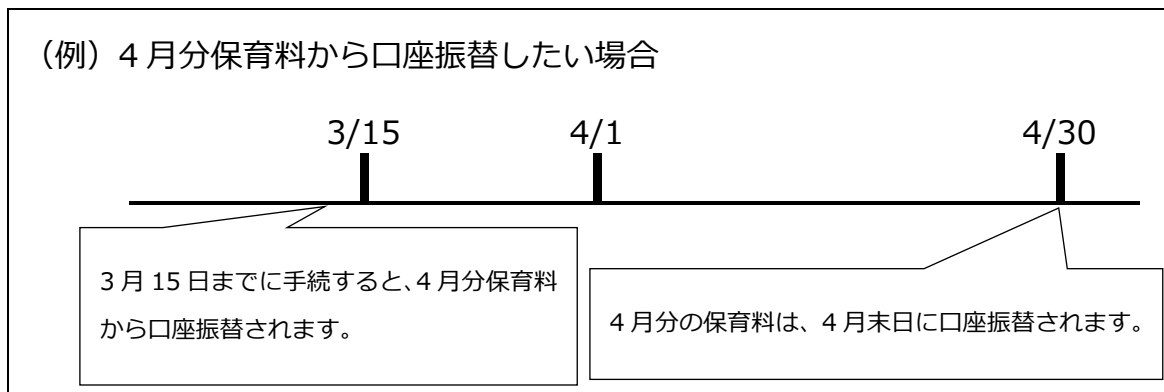 （例）４月分保育料から口座振替したい場合
3/15 4/1 4/30
３月 15 日までに手続すると､４月分保育料
から口座振替されます。
４月分の保育料は、４月末日に口座振替されます。